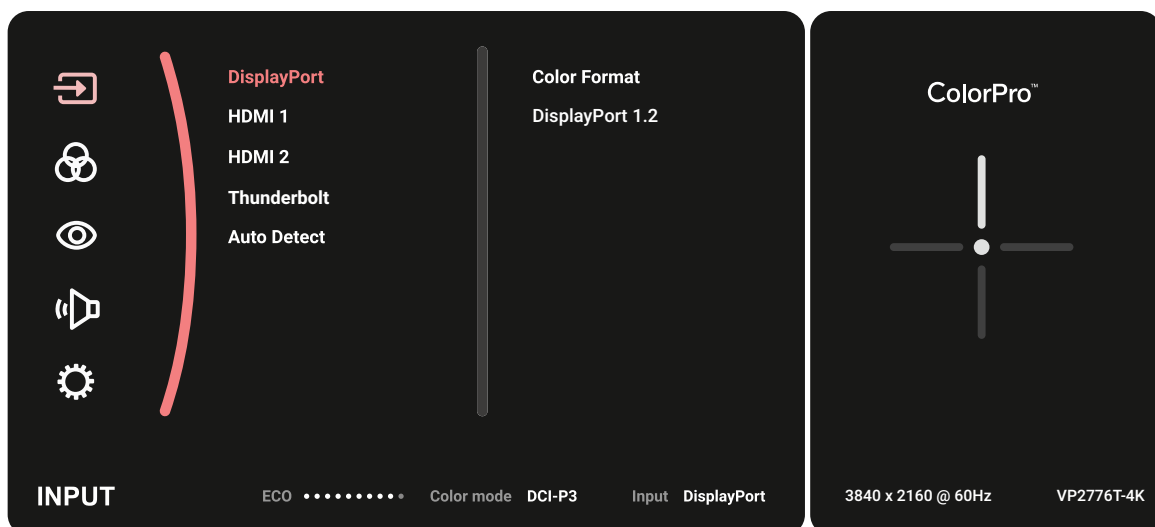 DisplayPort
HDMI 1
HDMI 2
Thunderbolt
Auto Detect
Color Format
DisplayPort 1.2
ColorPro™
INPUT
ECO
Color mode DCI-P3
Input DisplayPort
3840 x 2160 @ 60Hz
VP2776T-4K